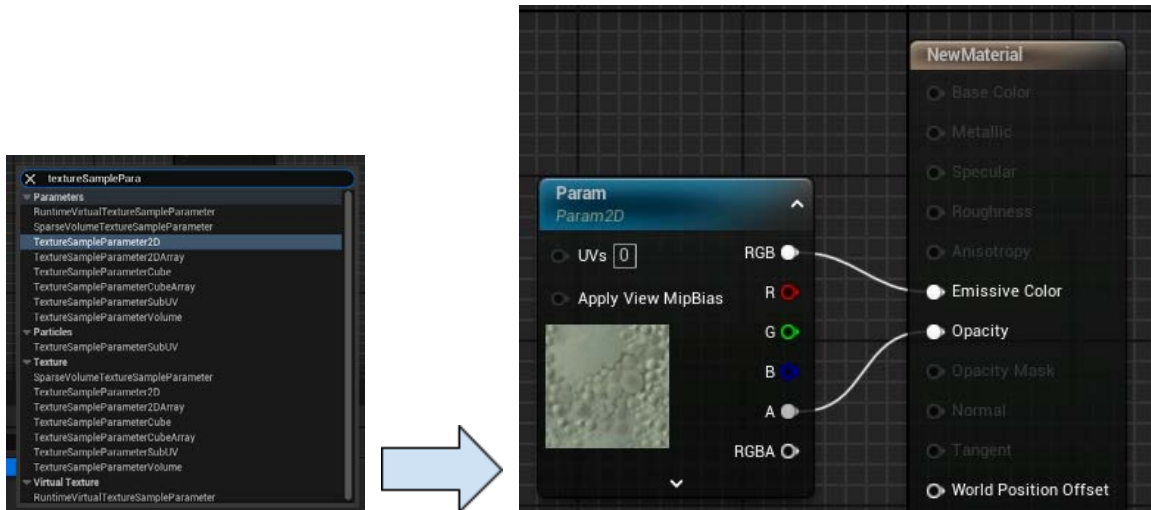 textureSamplePara
Parameters
RuntimeVirtualTextureSampleParameter
SparseVolumeTextureSampleParameter
TextureSampleParameter2D
TextureSampleParameter2DArray
TextureSampleParameterCube
TextureSampleParameterCubeArray
TextureSampleParameterSubUV
TextureSampleParameterVolume
Particles
TextureSampleParameterSubUV
Texture
SparseVolumeTextureSampleParameter
TextureSampleParameter2D
TextureSampleParameter2DArray
TextureSampleParameterCube
TextureSampleParameterCubeArray
TextureSampleParameterSubUV
TextureSampleParameterVolume
Virtual Texture
RuntimeVirtualTextureSampleParameter
Param
Param2D
UVs 0
RGB
Apply View MipBias
R
G
B
A
RGBA
NewMaterial
Base Color
Metallic
Specular
Roughness
Anisotropy
Emissive Color
Opacity
Opacity Mask
Normal
Tangent
World Position Offset